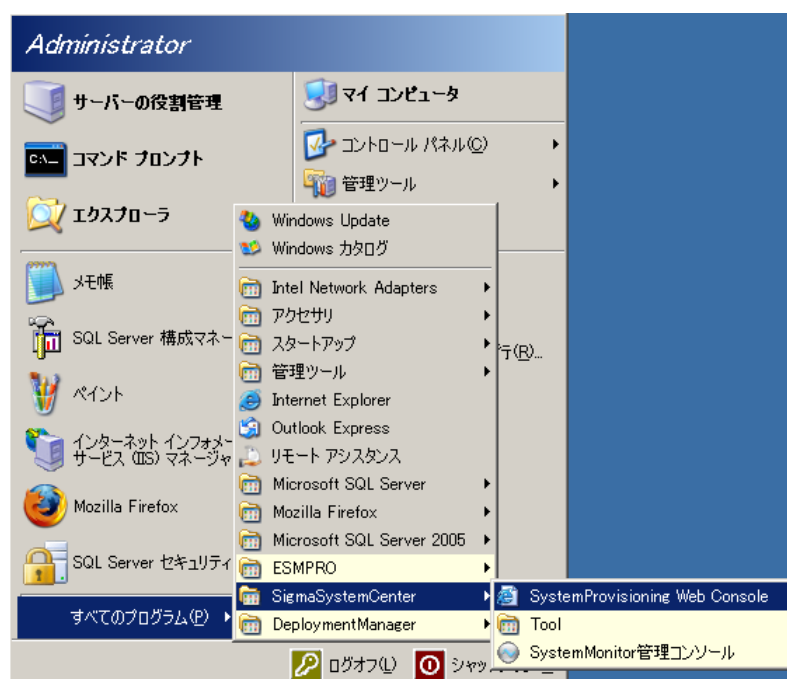 Administrator
サーバーの役割管理
コマンド プロンプト
エクスプローラ
メモ帳
SQL Server 構成マネー
ペイント
インターネット インフォメー
サービス (IIS) マネージャ
Mozilla Firefox
SQL Server セキュリティ
すべてのプログラム(P)
マイ コンピュータ
コントロール パネル(C)
管理ツール
行(R)...
Windows Update
Windows カタログ
Intel Network Adapters
アクセサリ
スタートアップ
管理ツール
Internet Explorer
Outlook Express
リモート アシスタンス
Microsoft SQL Server
Mozilla Firefox
Microsoft SQL Server 2005
ESMPRO
SigmaSystemCenter
DeploymentManager
SystemProvisioning Web Console
Tool
SystemMonitor管理コンソール
ログオフ(L)
シャッ